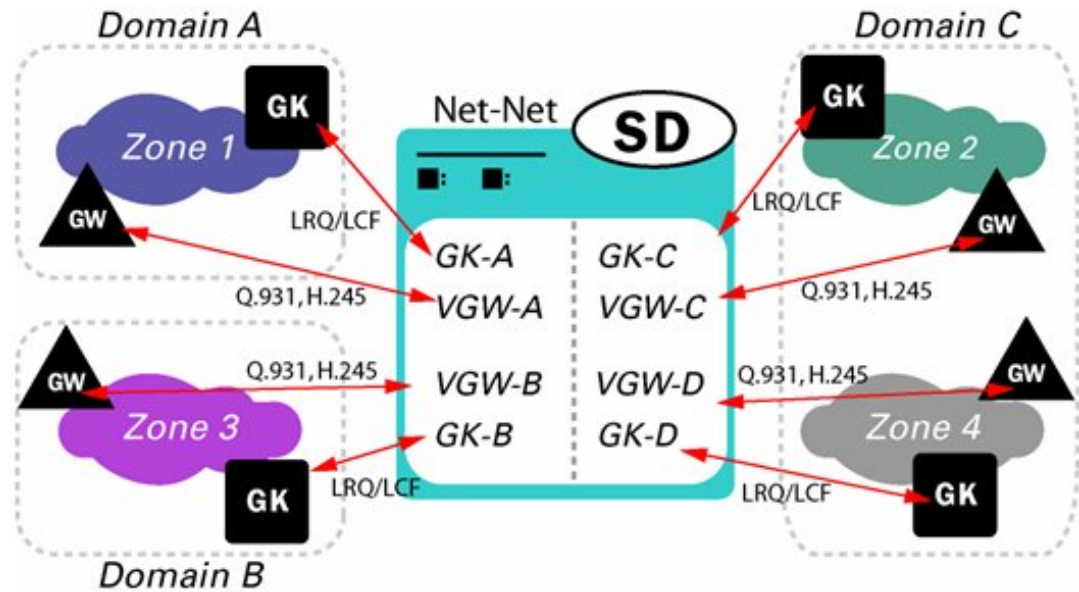 Domain A
GK
Zone 1
GW
LRQ/LCF
Q.931, H.245
Net-Net
SD
GK-A
VGW-A
VGW-B
GK-B
GK-C
VGW-C
VGW-D
GK-D
Domain C
GK
Zone 2
GW
LRQ/LCF
Q.931, H.245
GW
Q.931, H.245
Zone 3
GK
LRQ/LCF
Domain B
GW
Q.931, H.245
Zone 4
GK
LRQ/LCF